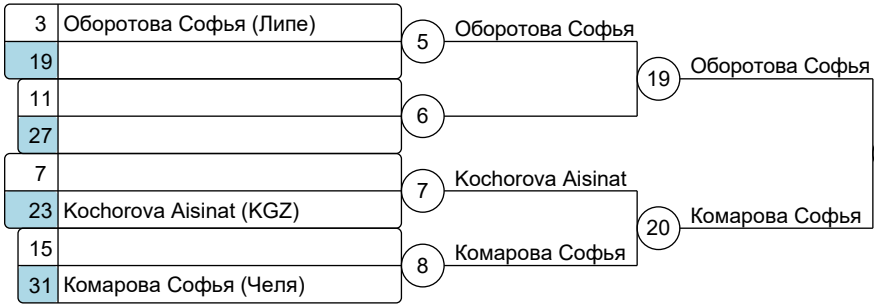 3 Оборотова Софья (Липе)
19
5 Оборотова Софья
11
27
6
19 Оборотова Софья
7
23 Kochorova Aisinat (KGZ)
7 Kochorova Aisinat
15
31 Комарова Софья (Челя)
8 Комарова Софья
20 Комарова Софья